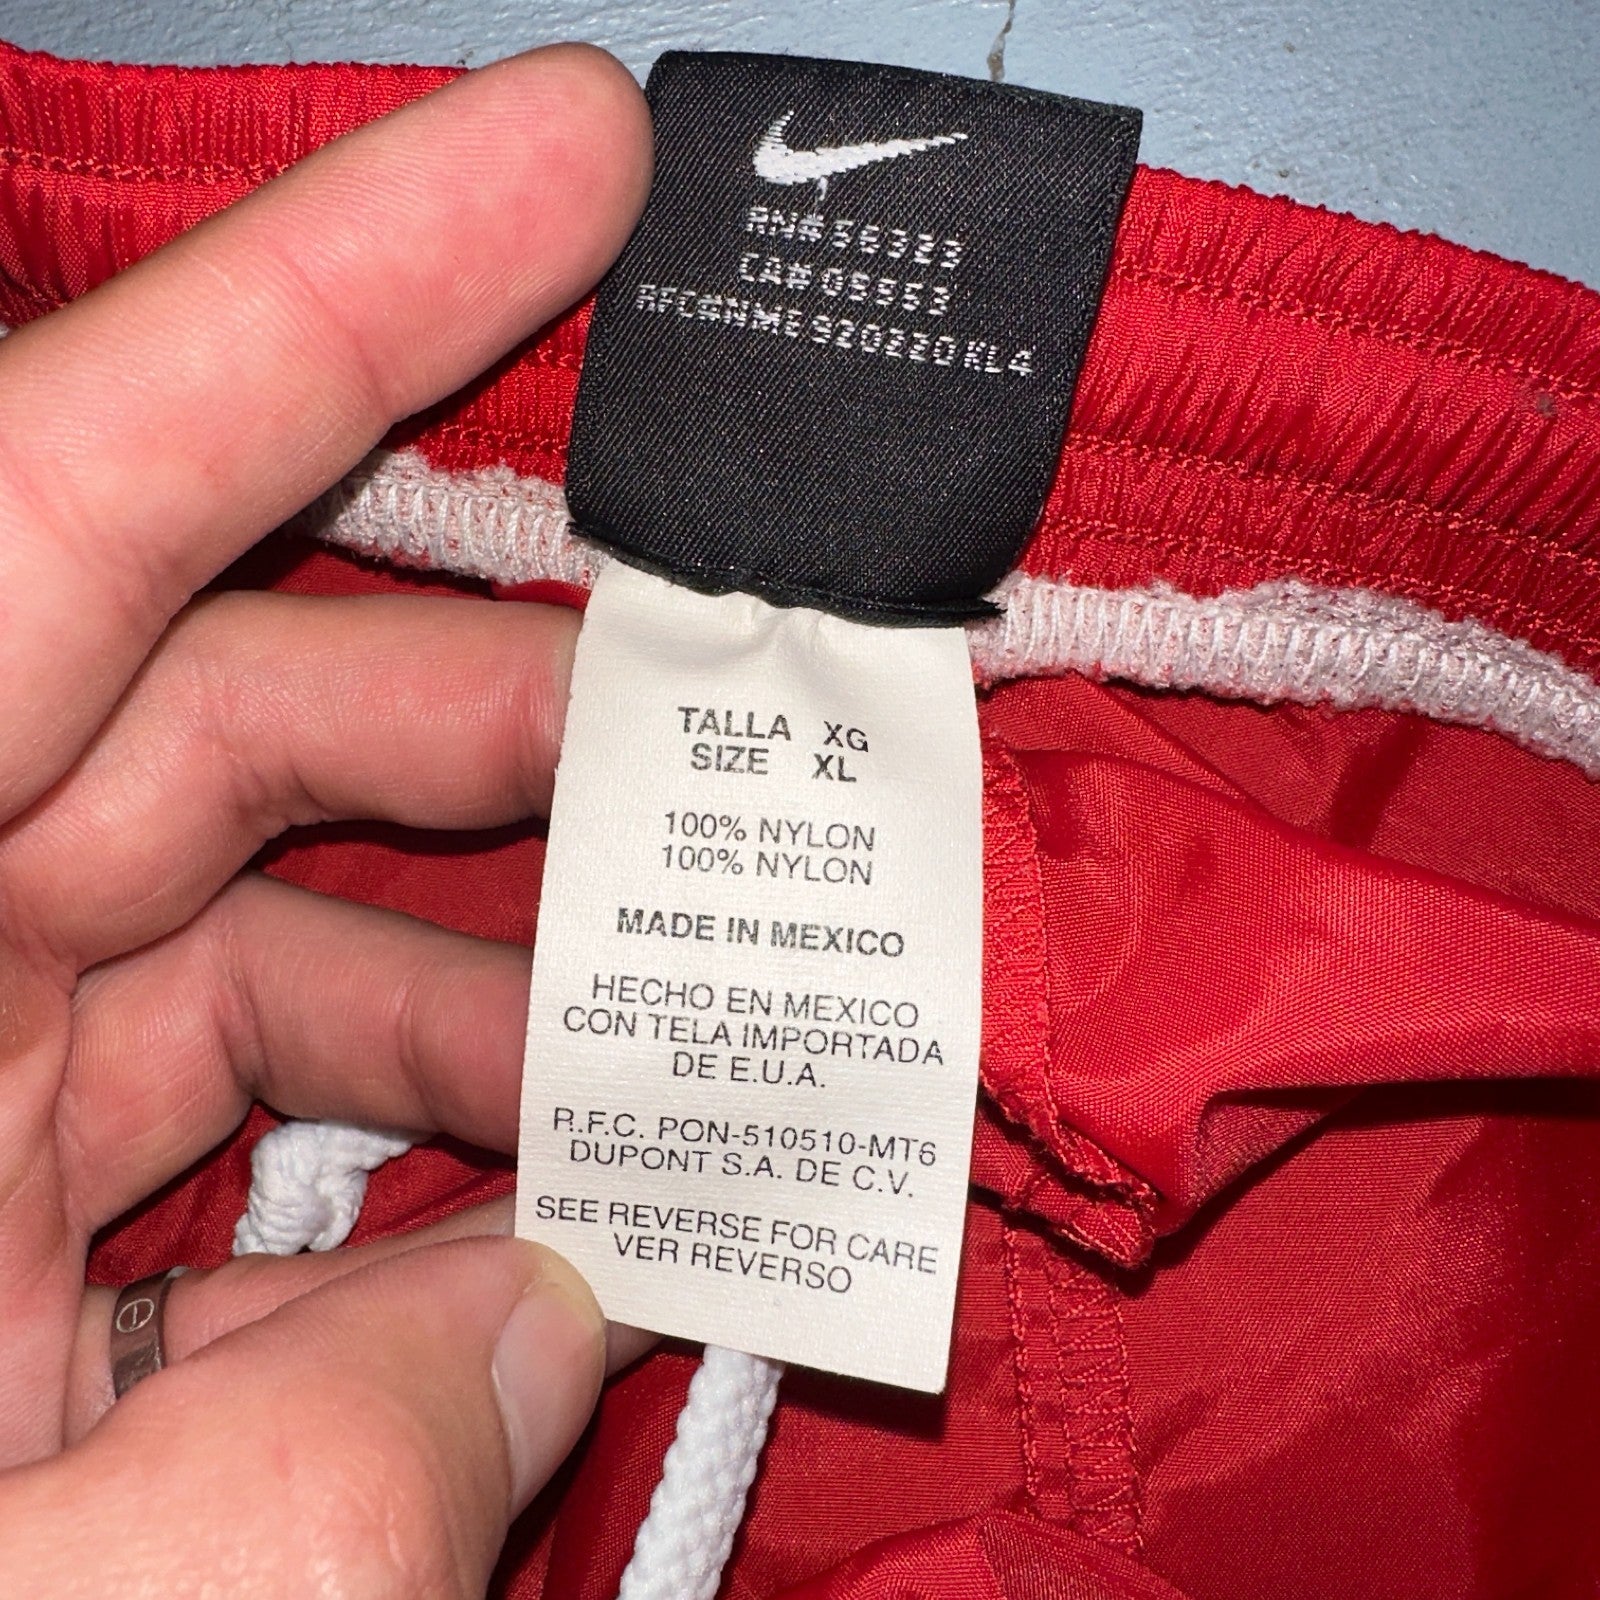 RN# 56323
CA# 05553
RFC#NME 920220 KL4
TALLA XG
SIZE XL
100% NYLON
100% NYLON
MADE IN MEXICO
HECHO EN MEXICO
CON TELA IMPORTADA
DE E.U.A.
R.F.C. PON-510510-MT6
DUPONT S.A. DE C.V.
SEE REVERSE FOR CARE
VER REVERSO